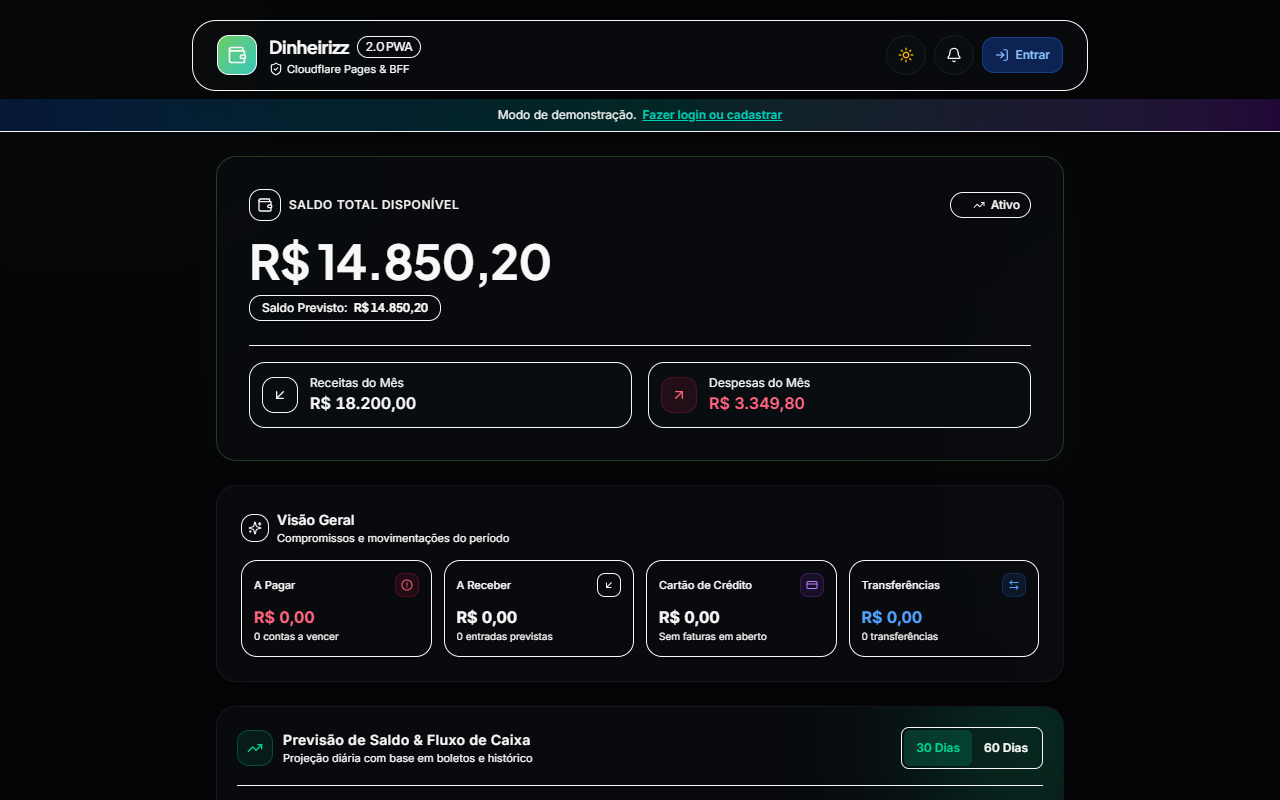 Dinheirizz 2.0 PWA
Cloudflare Pages & BFF
Entrar
Modo de demonstração. Fazer login ou cadastrar
SALDO TOTAL DISPONÍVEL
Ativo
R$ 14.850,20
Saldo Previsto: R$ 14.850,20
Receitas do Mês
R$ 18.200,00
Despesas do Mês
R$ 3.349,80
Visão Geral
Compromissos e movimentações do período
A Pagar
R$ 0,00
0 contas a vencer
A Receber
R$ 0,00
0 entradas previstas
Cartão de Crédito
R$ 0,00
Sem faturas em aberto
Transferências
R$ 0,00
0 transferências
Previsão de Saldo & Fluxo de Caixa
Projeção diária com base em boletos e histórico
30 Dias
60 Dias